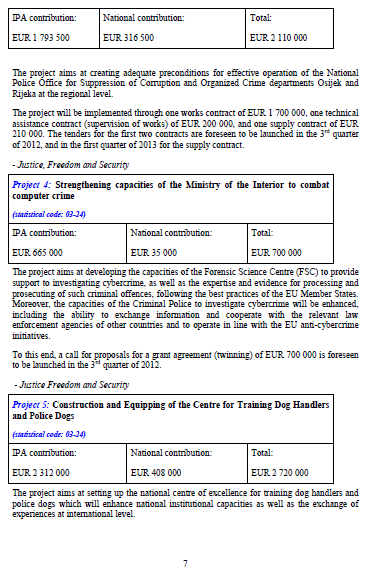 IPA contribution: National contribution: Total:
EUR 1 793 500 EUR 316 500 EUR 2 110 000
The project aims at creating adequate preconditions for effective operation of the National
Police Office for Suppression of Corruption and Organized Crime departments Osijek and
Rijeka at the regional level.
The project will be implemented through one works contract of EUR 1 700 000, one technical
assistance contract (supervision of works) of EUR 200 000, and one supply contract of EUR
210 000. The tenders for the first two contracts are foreseen to be launched in the 3rd quarter
of 2012, and in the first quarter of 2013 for the supply contract.
- Justice, Freedom and Security
Project 4: Strengthening capacities of the Ministry of the Interior to combat
computer crime
(statistical code: 03-24)
IPA contribution: National contribution: Total:
EUR 665 000 EUR 35 000 EUR 700 000
The project aims at developing the capacities of the Forensic Science Centre (FSC) to provide
support to investigating cybercrime, as well as the expertise and evidence for processing and
prosecuting of such criminal offences, following the best practices of the EU Member States.
Moreover, the capacities of the Criminal Police to investigate cybercrime will be enhanced,
including the ability to exchange information and cooperate with the relevant law
enforcement agencies of other countries and to operate in line with the EU anti-cybercrime
initiatives.
To this end, a call for proposals for a grant agreement (twinning) of EUR 700 000 is foreseen
to be launched in the 3rd quarter of 2012.
- Justice Freedom and Security
Project 5: Construction and Equipping of the Centre for Training Dog Handlers
and Police Dogs
(statistical code: 03-24)
IPA contribution: National contribution: Total:
EUR 2 312 000 EUR 408 000 EUR 2 720 000
The project aims at setting up the national centre of excellence for training dog handlers and
police dogs which will enhance national institutional capacities as well as the exchange of
experiences at international level.
7